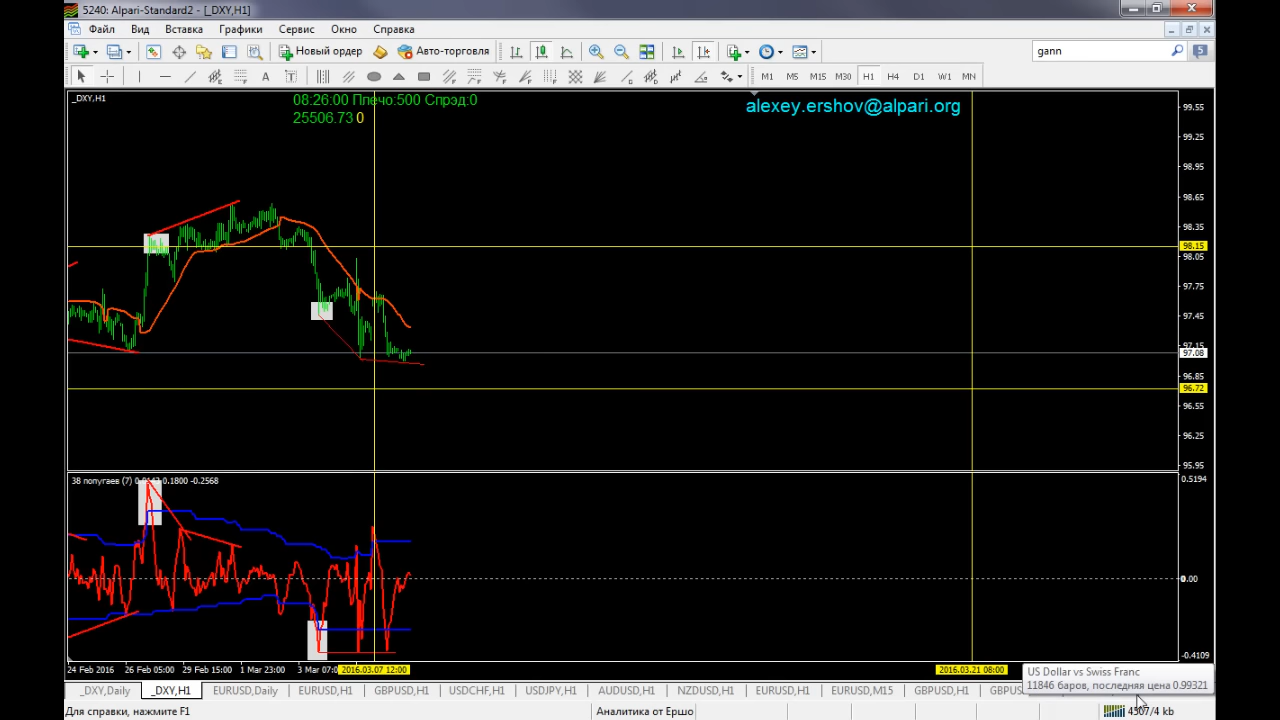 5240: Alpari-Standard2 - [_DXY,H1]
Файл Вид Вставка Графики Сервис Окно Справка
Новый ордер Авто-торговля gann 5
A T M1 M5 M15 M30 H1 H4 D1 W1 MN
_DXY,H1
08:26:00 Плечо:500 Спрэд:0
25506.73 0
alexey.ershov@alpari.org
99.55
99.25
98.95
98.65
98.35
98.15
98.05
97.75
97.45
97.15
97.08
96.85
96.72
96.55
96.25
95.95
38 попугаев (7) 0.1800 -0.2568
0.5194
0.00
-0.4109
24 Feb 2016 26 Feb 05:00 29 Feb 15:00 1 Mar 23:00 3 Mar 07:0 2016.03.07 12:00 2016.03.21 08:00
US Dollar vs Swiss Franc
11846 баров, последняя цена 0.99321
_DXY,Daily _DXY,H1 EURUSD,Daily EURUSD,H1 GBPUSD,H1 USDCHF,H1 USDJPY,H1 AUDUSD,H1 NZDUSD,H1 EURUSD,H1 EURUSD,M15 GBPUSD,H1 GBPUS
Для справки, нажмите F1 Аналитика от Ершо 4507/4 kb